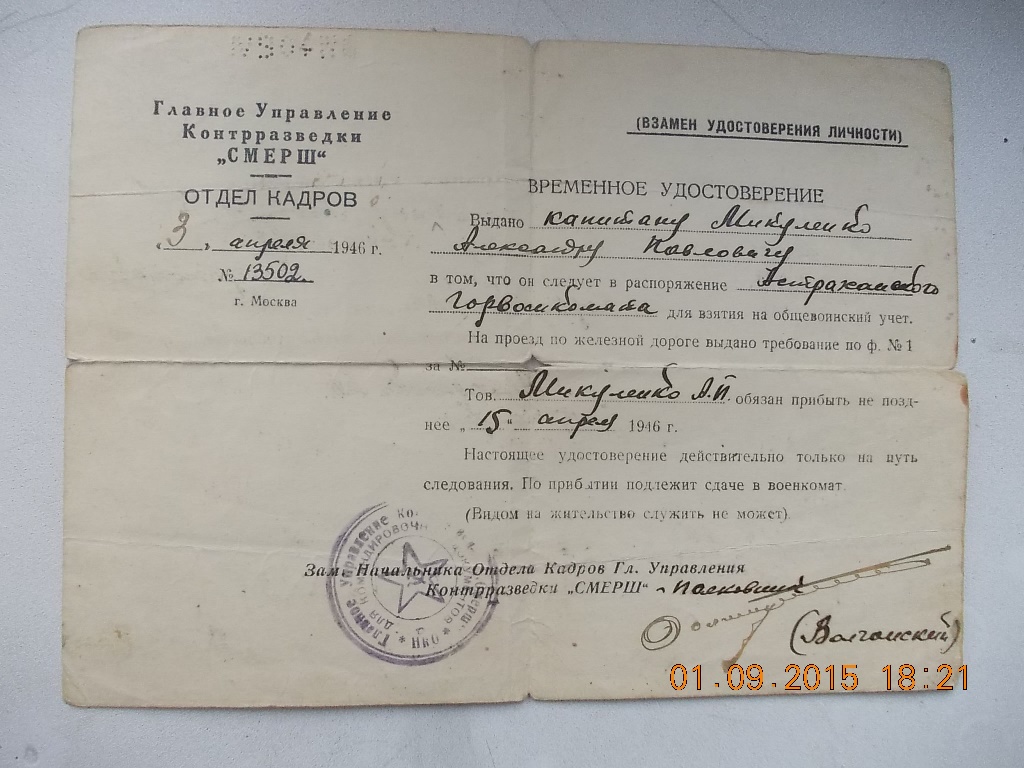 Главное Управление
Контрразведки
„СМЕРШ“
ОТДЕЛ КАДРОВ
„ 3 „ апреля 1946 г.
№ 13502
г. Москва
(ВЗАМЕН УДОСТОВЕРЕНИЯ ЛИЧНОСТИ)
ВРЕМЕННОЕ УДОСТОВЕРЕНИЕ
Выдано капитану Микуленко
Александру Павловичу
в том, что он следует в распоряжение Астраханского
горвоенкомата для взятия на общевоинский учет.
На проезд по железной дороге выдано требование по ф. № 1
за №
Тов. Микуленко А.П. обязан прибыть не позд-
нее „ 15 “ апреля 1946 г.
Настоящее удостоверение действительно только на путь
следования. По прибытии подлежит сдаче в военкомат.
(Видом на жительство служить не может).
Зам. Начальника Отдела Кадров Гл. Управления
Контрразведки „СМЕРШ“ -
Главное Управление НКО
01.09.2015 18:21